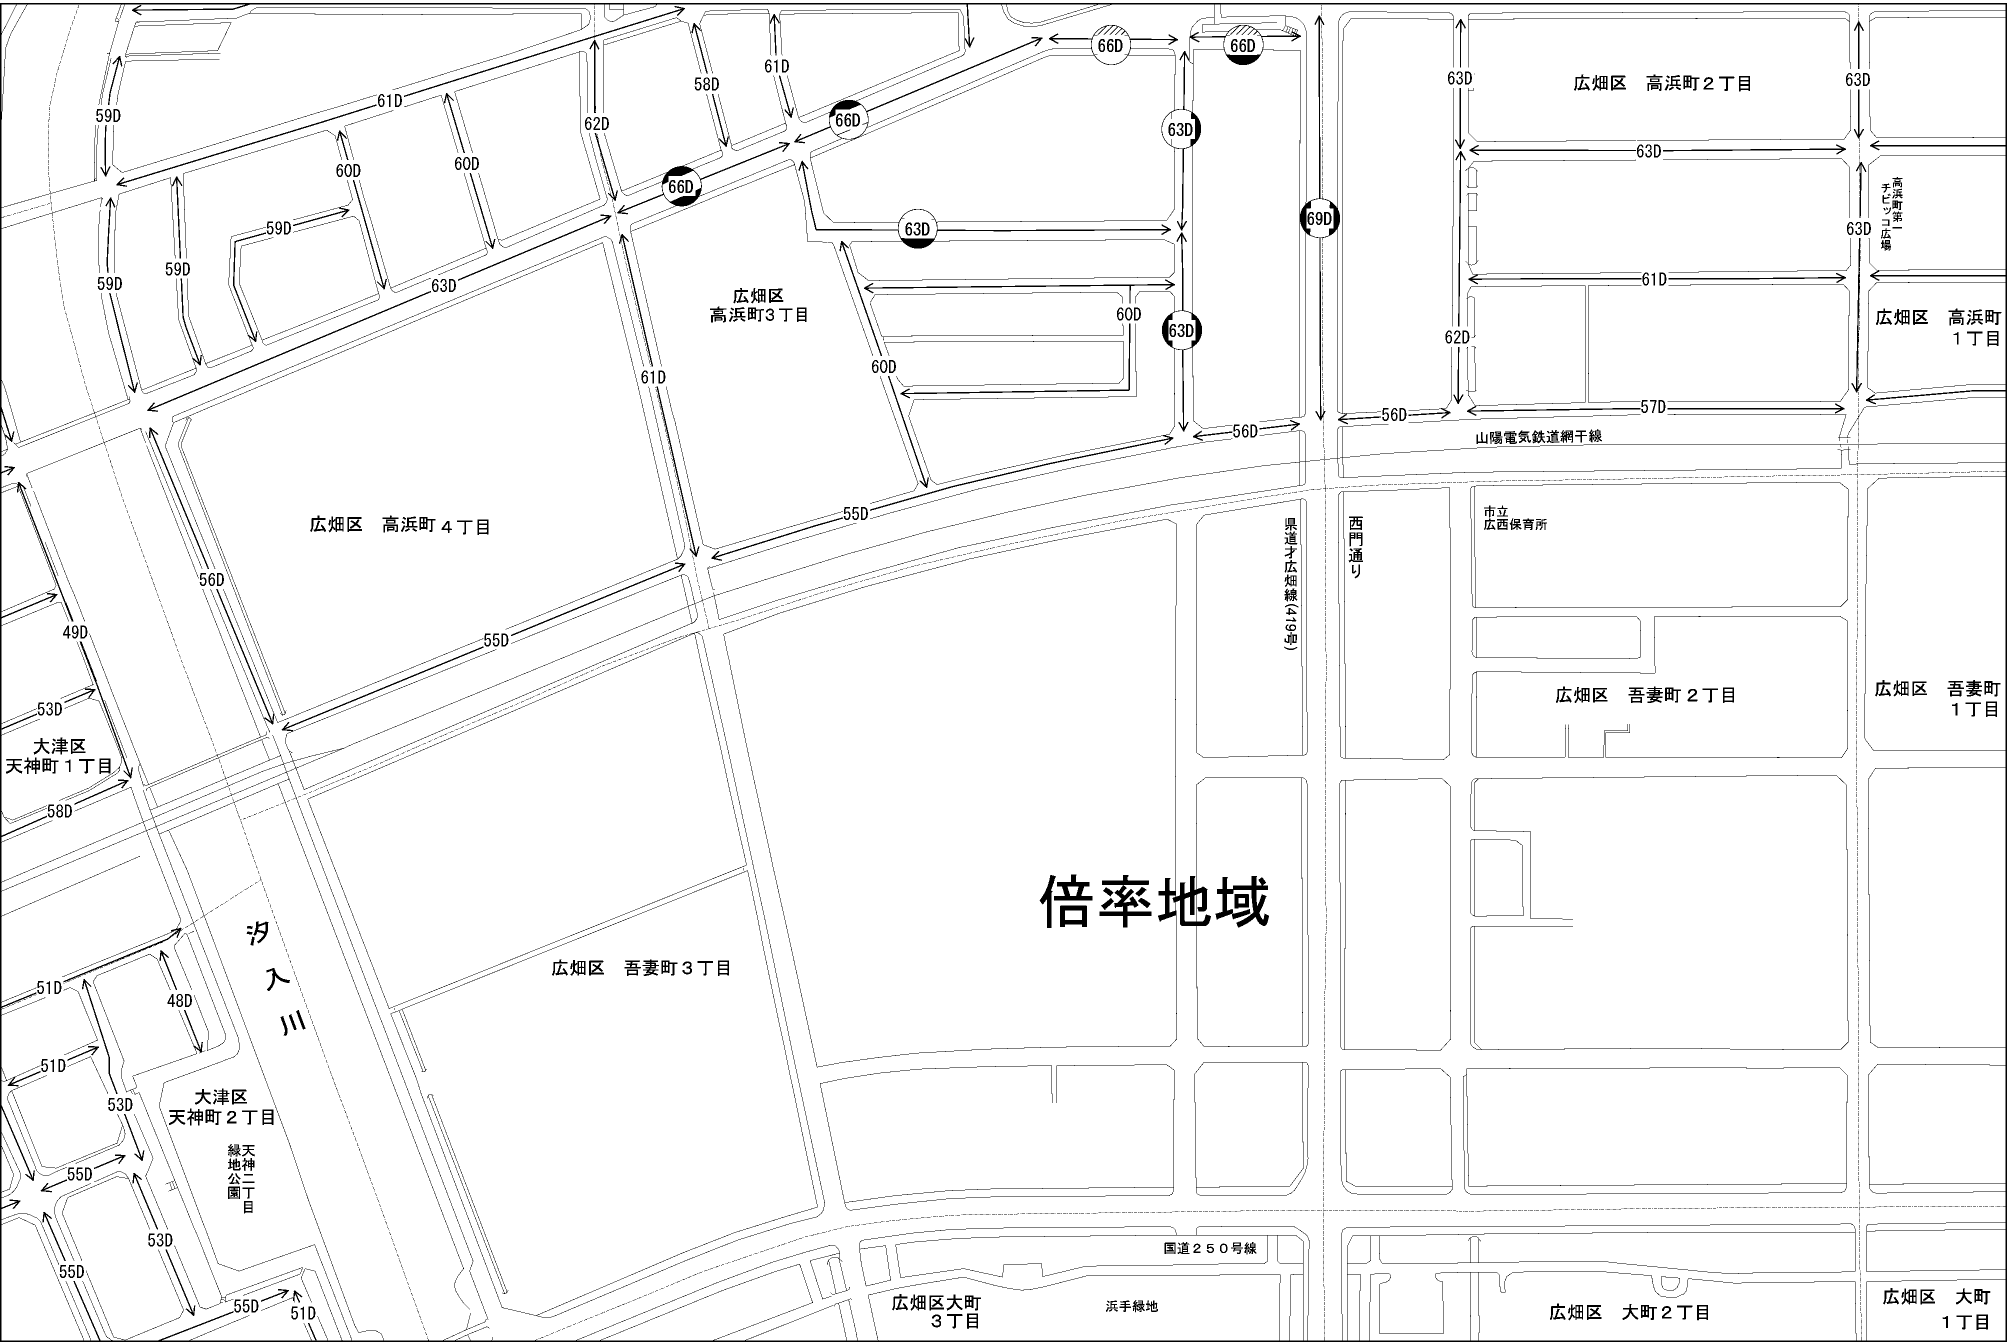 66D
66D
61D
58D
63D
広畑区　高浜町２丁目
63D
59D
61D
62D
66D
63D
63D
60D
60D
66D
高浜町第一
チビッコ広場
59D
63D
69D
63D
59D
59D
63D
61D
広畑区
高浜町３丁目
60D
63D
62D
広畑区　高浜町
１丁目
61D
60D
56D
57D
56D
山陽電気鉄道網干線
55D
広畑区　高浜町４丁目
市立
広西保育所
県道才広畑線(419号)
西門通り
56D
49D
55D
53D
広畑区　吾妻町２丁目
広畑区　吾妻町
１丁目
大津区
天神町１丁目
58D
倍率地域
汐入川
広畑区　吾妻町３丁目
51D
48D
51D
53D
大津区
天神町２丁目
天神二丁目
緑地公園
55D
53D
55D
55D
51D
国道２５０号線
広畑区大町
３丁目
浜手緑地
広畑区　大町２丁目
広畑区　大町
１丁目